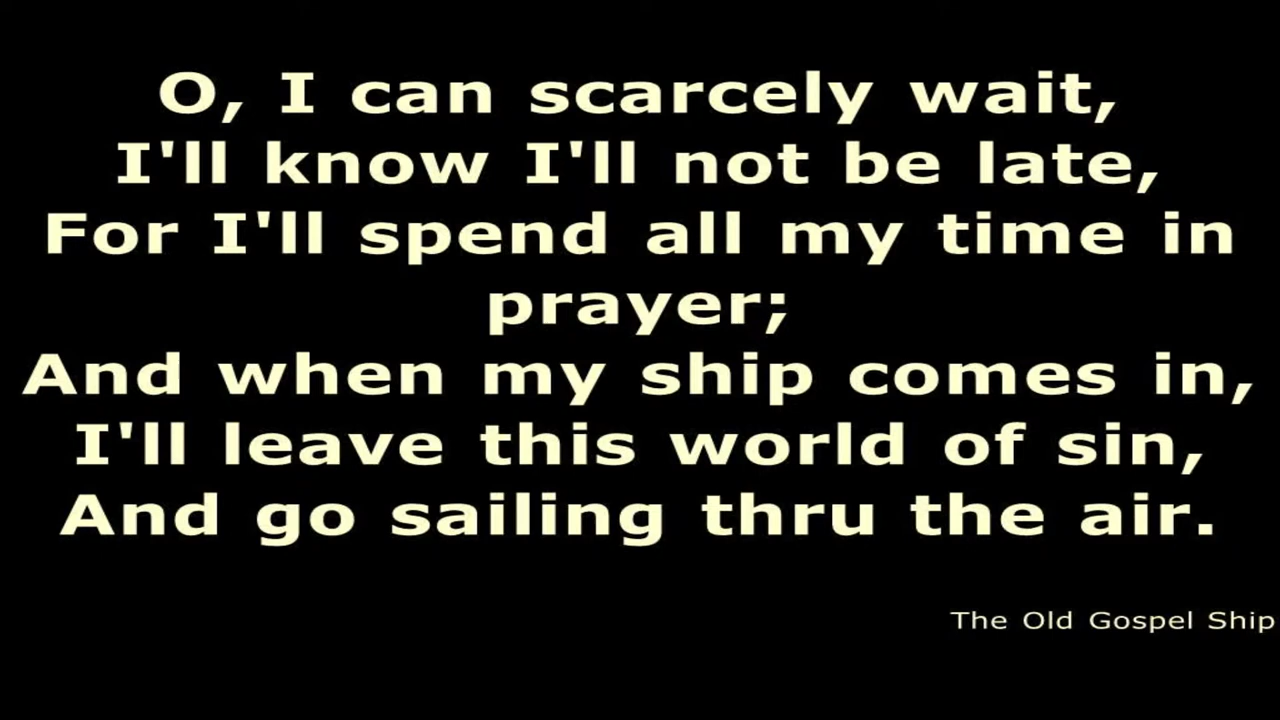 O, I can scarcely wait,
I'll know I'll not be late,
For I'll spend all my time in
prayer;
And when my ship comes in,
I'll leave this world of sin,
And go sailing thru the air.
The Old Gospel Ship